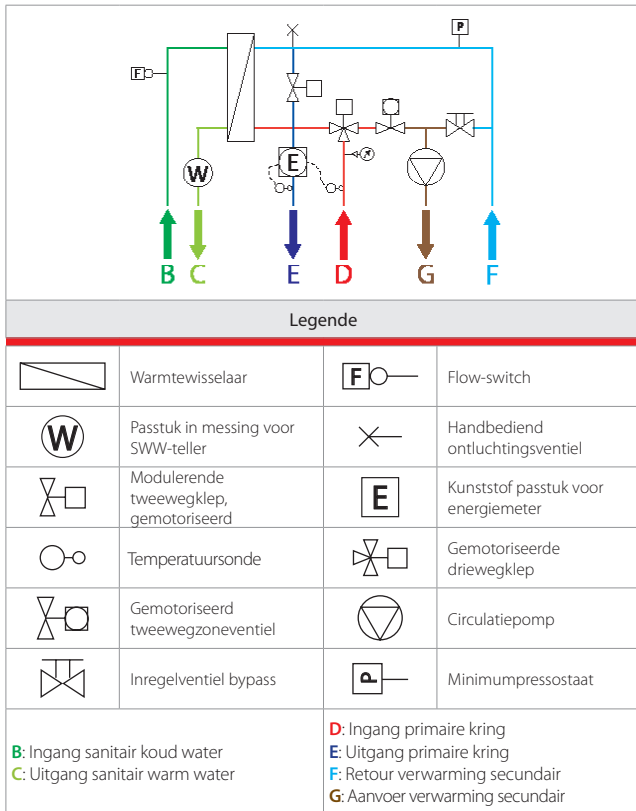 P
F
E
W
B
C
E
D
G
F
Legende
Warmtewisselaar
F
Flow-switch
W
Passtuk in messing voor
SWW-teller
Handbediend
ontluchtingsventiel
Modulerende
tweewegklep,
gemotoriseerd
E
Kunststof passtuk voor
energiemeter
Temperatuursonde
Gemotoriseerde
driewegklep
Gemotoriseerd
tweewegzoneventiel
Circulatiepomp
Inregelventiel bypass
P
Minimumpressostaat
B: Ingang sanitair koud water
C: Uitgang sanitair warm water
D: Ingang primaire kring
E: Uitgang primaire kring
F: Retour verwarming secundair
G: Aanvoer verwarming secundair